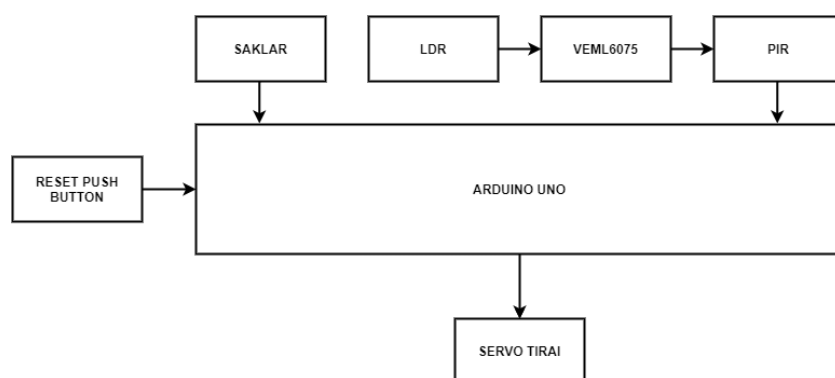 SAKLAR
LDR
VEML6075
PIR
RESET PUSH
BUTTON
ARDUINO UNO
SERVO TIRAI